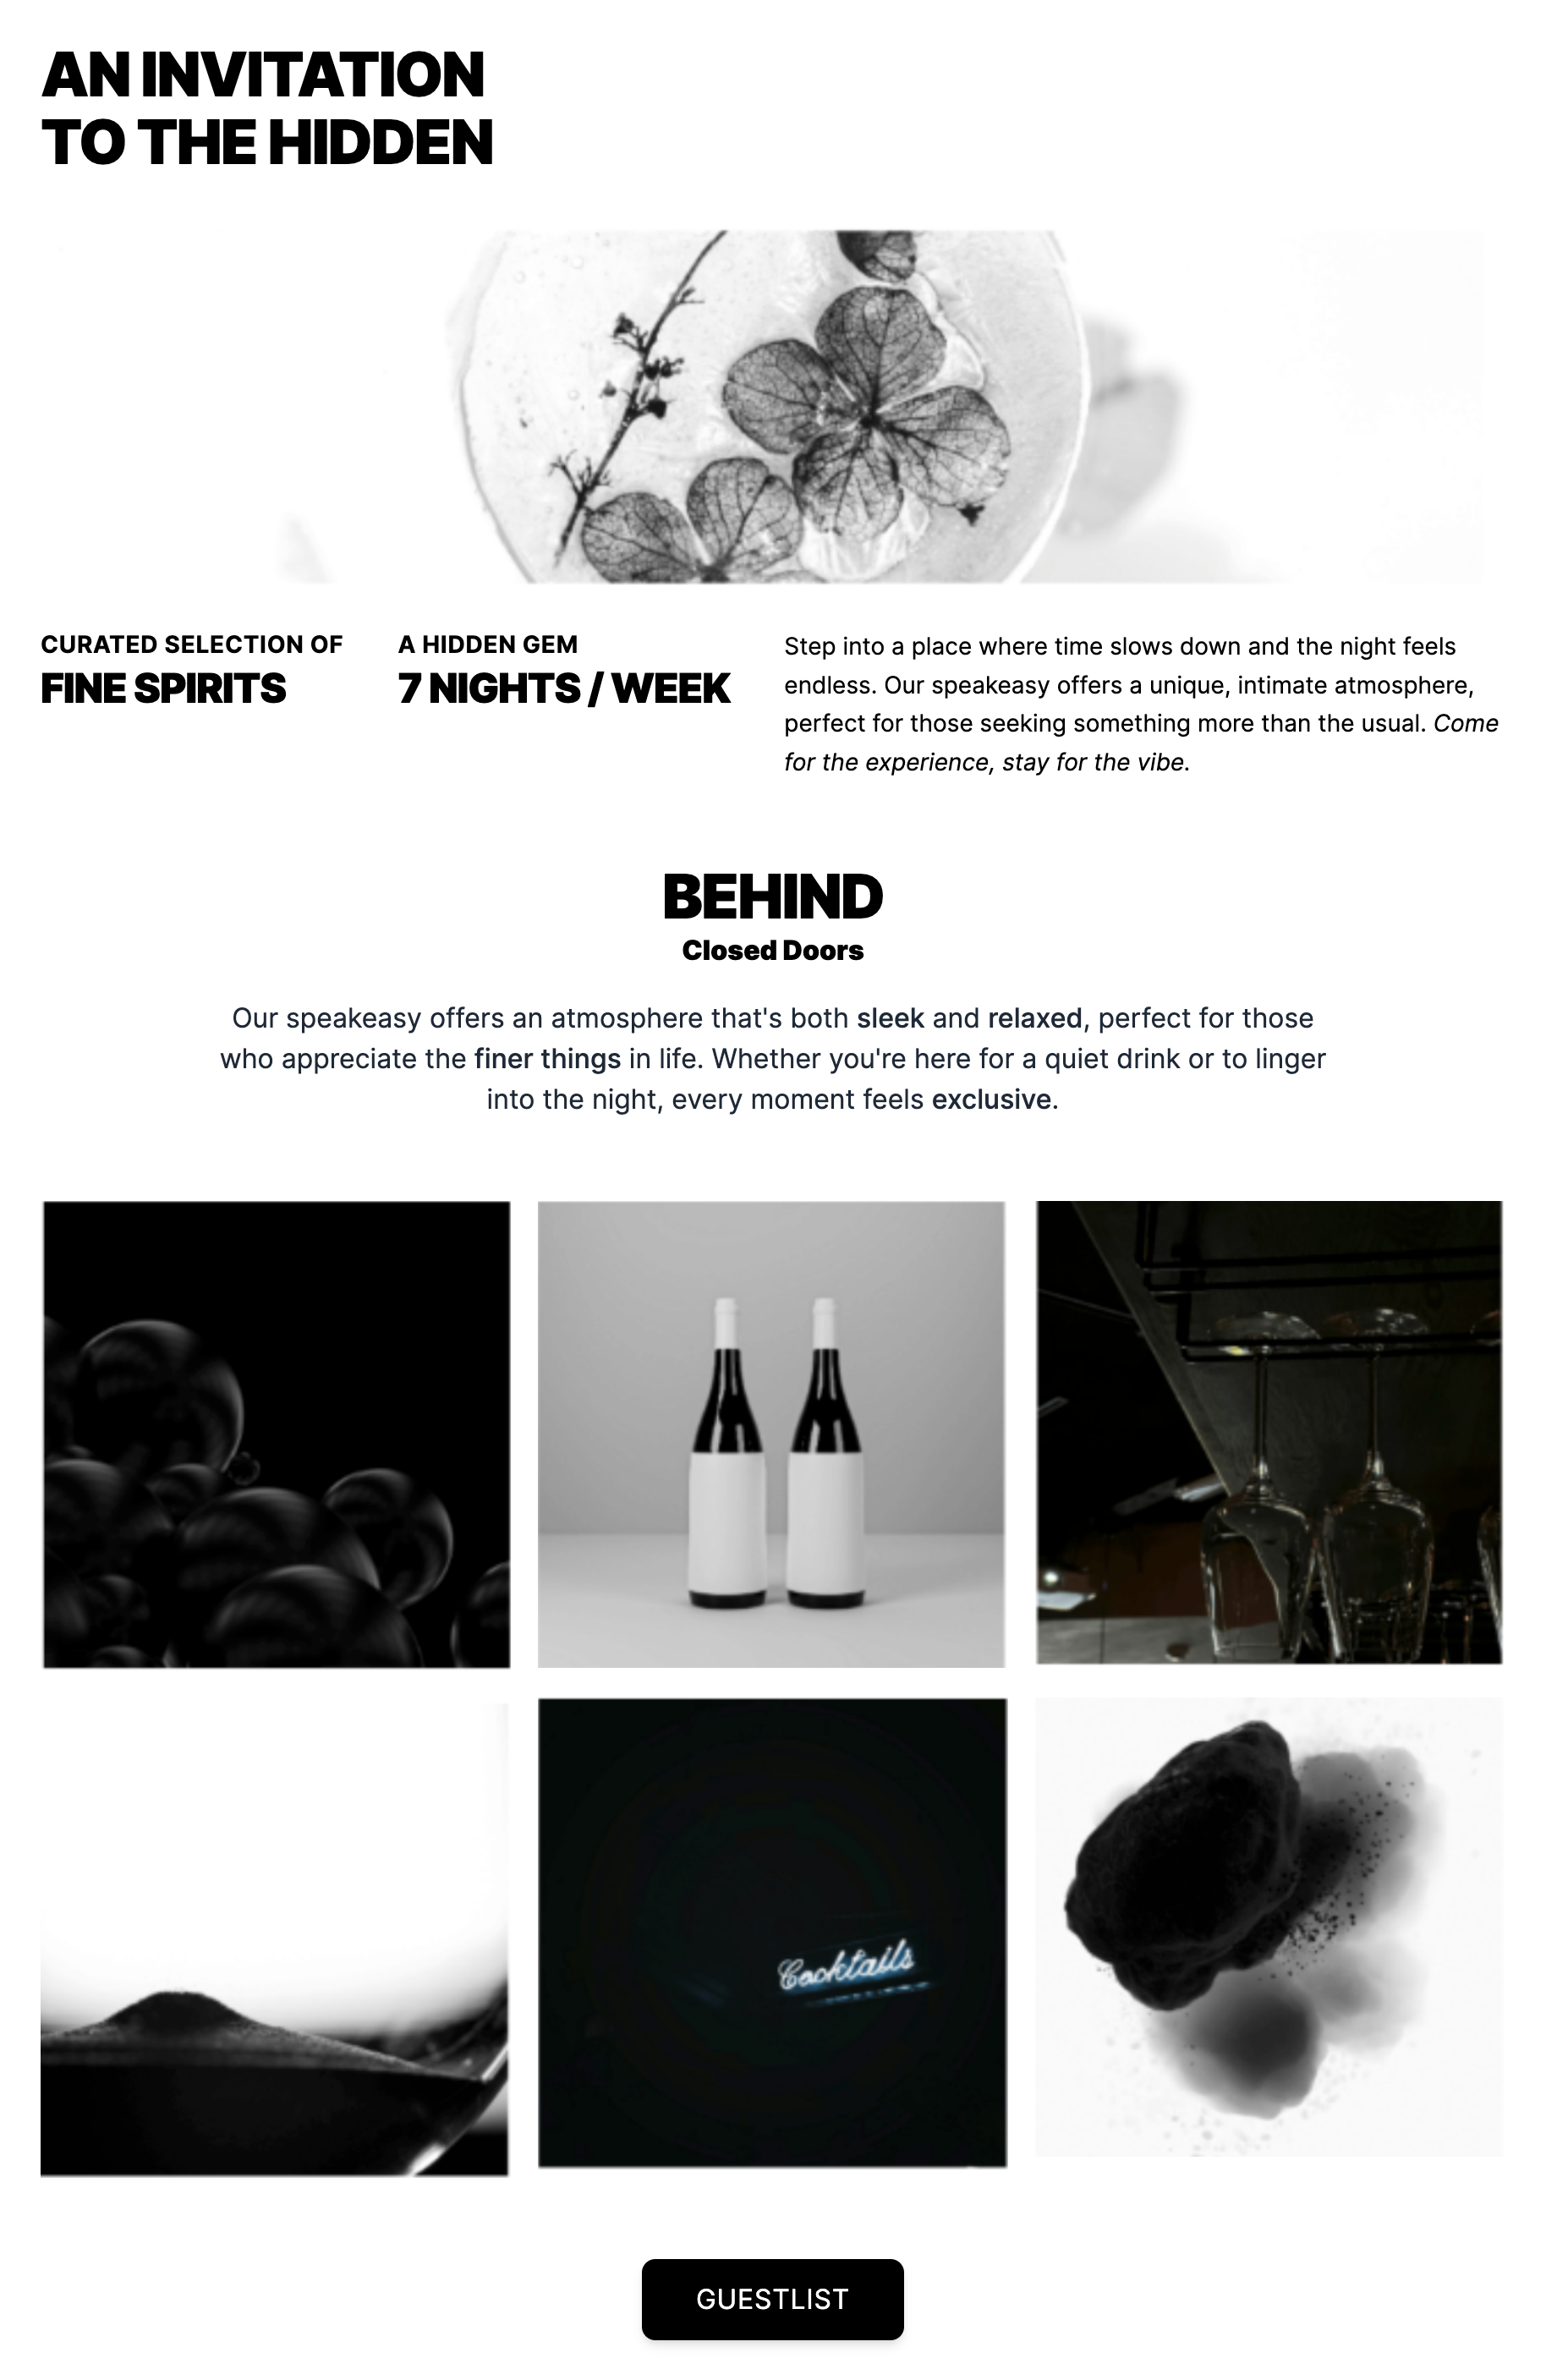 AN INVITATION
TO THE HIDDEN
CURATED SELECTION OF
FINE SPIRITS
A HIDDEN GEM
7 NIGHTS / WEEK
Step into a place where time slows down and the night feels
endless. Our speakeasy offers a unique, intimate atmosphere,
perfect for those seeking something more than the usual. Come
for the experience, stay for the vibe.
BEHIND
Closed Doors
Our speakeasy offers an atmosphere that's both sleek and relaxed, perfect for those
who appreciate the finer things in life. Whether you're here for a quiet drink or to linger
into the night, every moment feels exclusive.
Cocktails
GUESTLIST